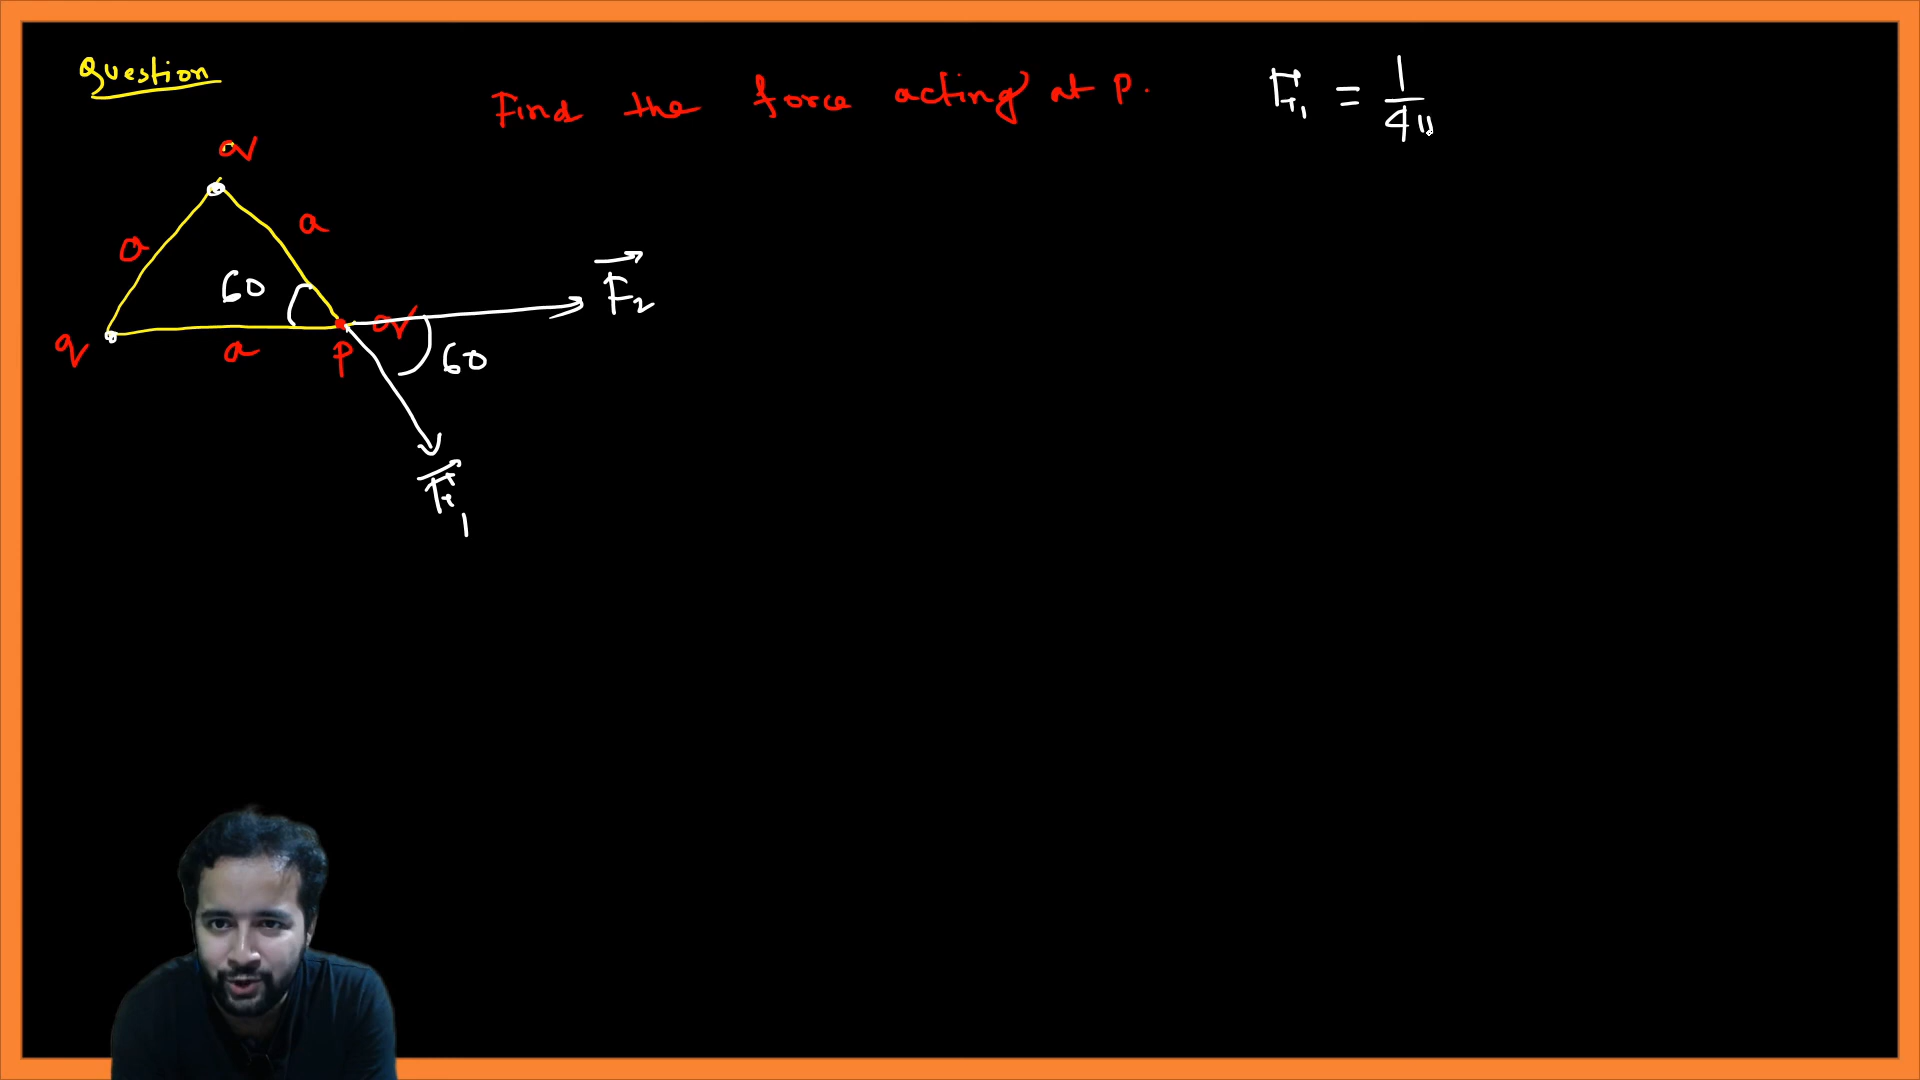 Question
Find the force acting at P.
F₁ = 1/4π
q
a
a
60
F₂
q
a
P
q
60
F₁